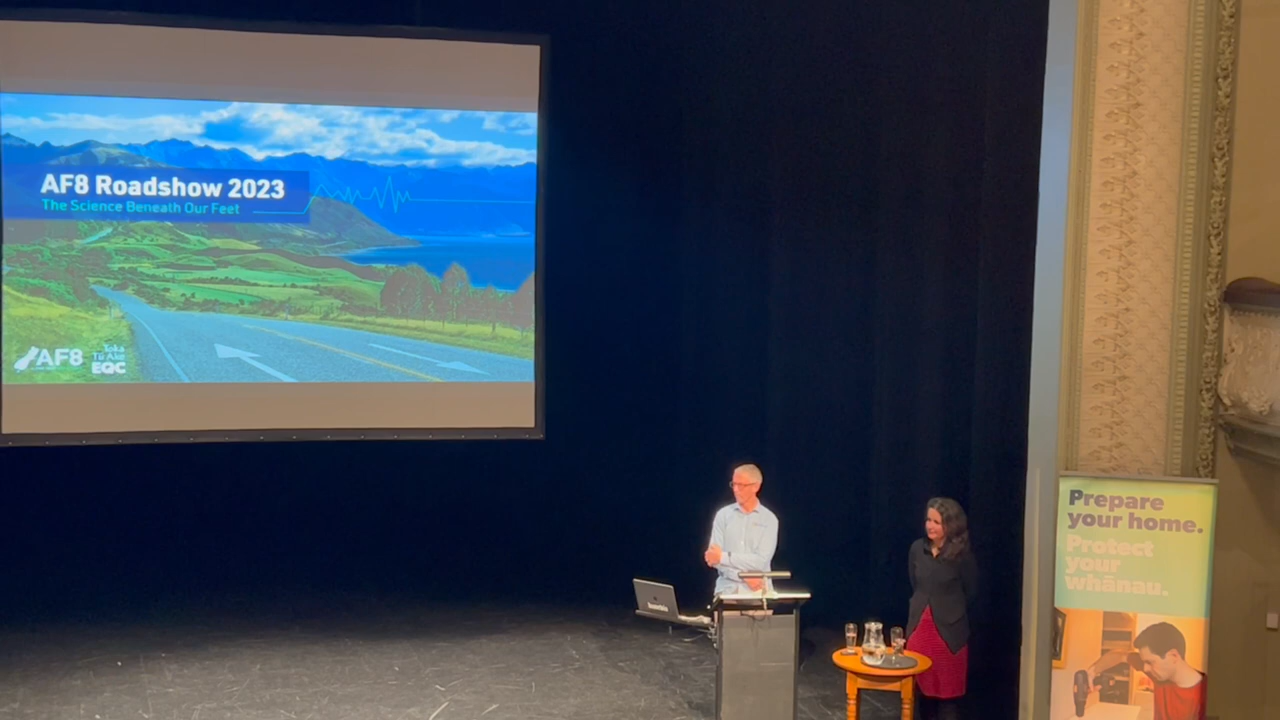 AF8 Roadshow 2023
The Science Beneath Our Feet
AF8
Toka
Tū Ake
EQC
Prepare
your home.
Protect
your
whānau.